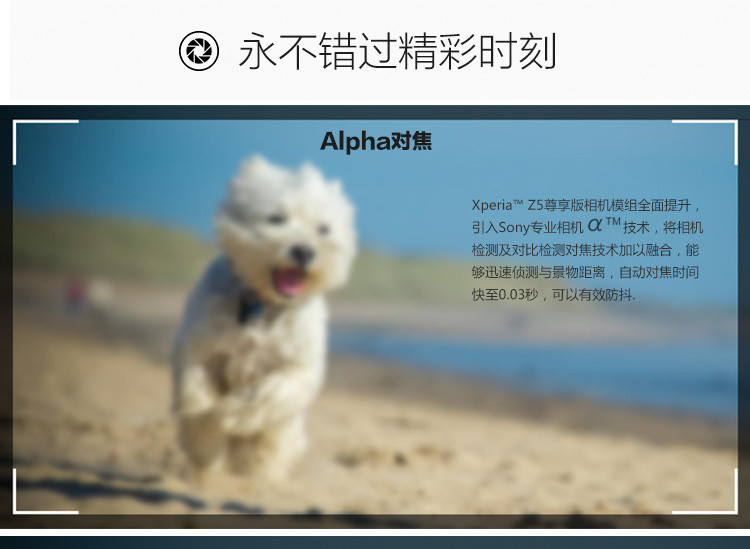 永不错过精彩时刻
Alpha对焦
Xperia™ Z5尊享版相机模组全面提升，
引入Sony专业相机 α™技术，将相机
检测及对比检测对焦技术加以融合，能
够迅速侦测与景物距离，自动对焦时间
快至0.03秒，可以有效防抖.